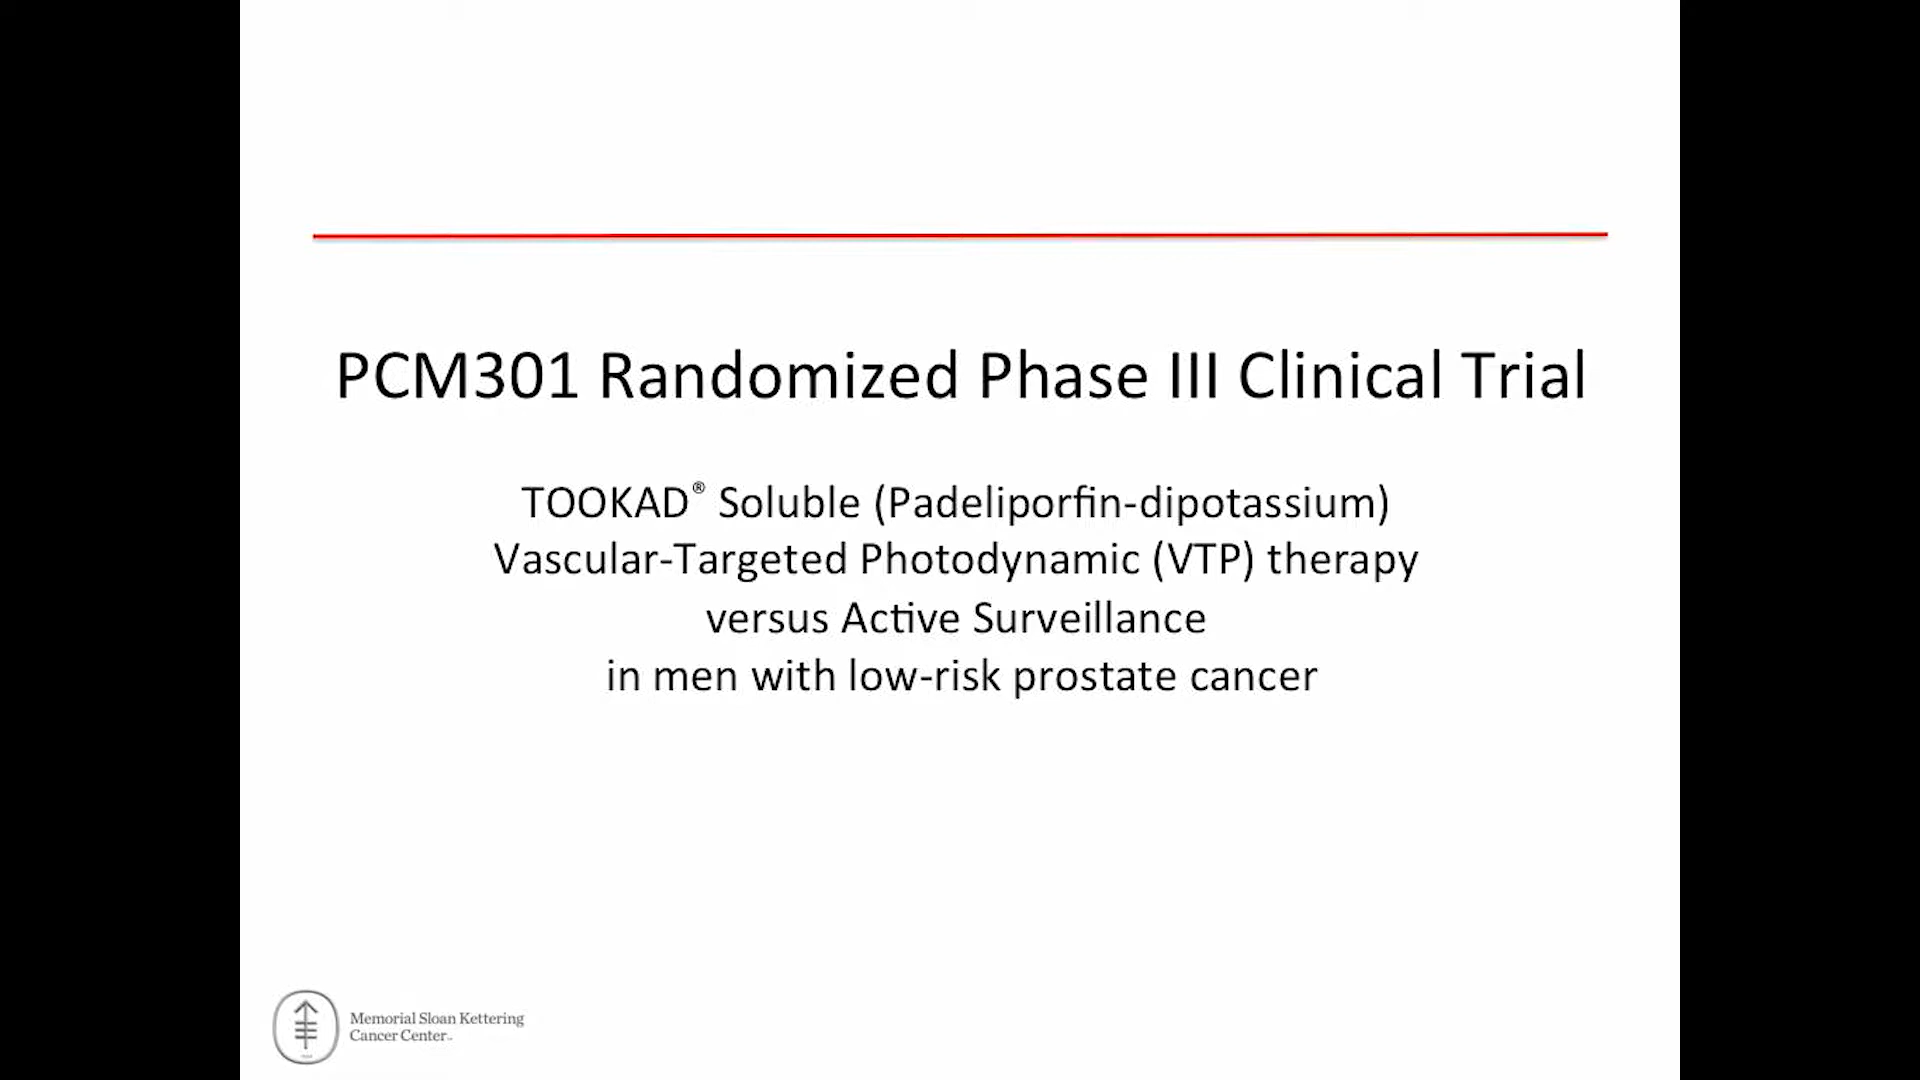 PCM301 Randomized Phase III Clinical Trial
TOOKAD® Soluble (Padeliporfin-dipotassium)
Vascular-Targeted Photodynamic (VTP) therapy
versus Active Surveillance
in men with low-risk prostate cancer
Memorial Sloan Kettering
Cancer Center™